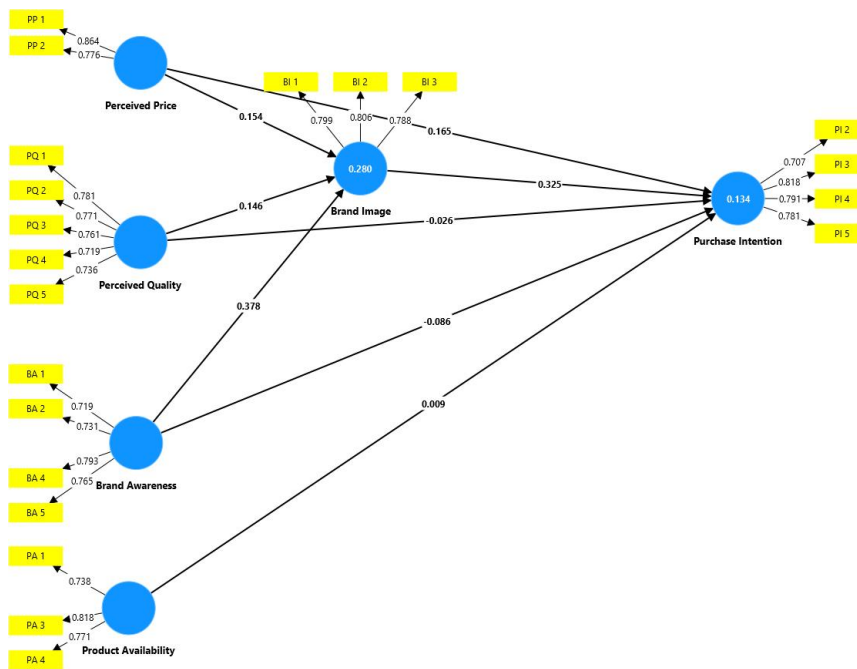 PP 1
0.864
PP 2
0.776
Perceived Price
BI 1
BI 2
BI 3
0.799
0.806
0.788
0.154
0.165
PQ 1
0.781
PQ 2
0.771
PQ 3
0.761
PQ 4
0.719
PQ 5
0.736
Perceived Quality
0.146
0.280
Brand Image
0.325
-0.026
0.134
Purchase Intention
PI 2
0.707
PI 3
0.818
PI 4
0.791
PI 5
0.781
0.378
-0.086
BA 1
0.719
BA 2
0.731
BA 4
0.793
BA 5
0.765
Brand Awareness
0.009
PA 1
0.738
PA 3
0.818
PA 4
0.771
Product Availability